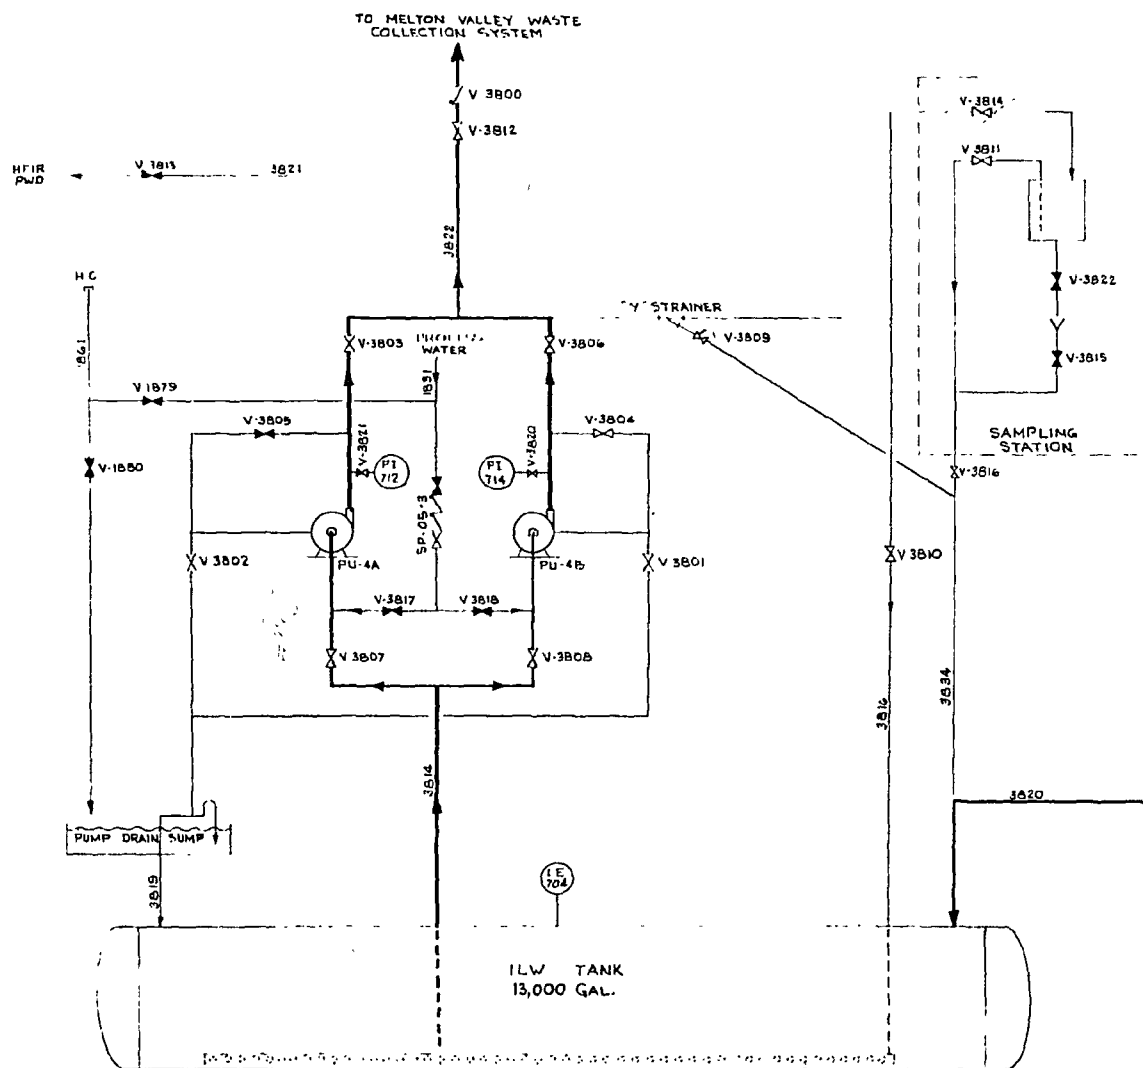 TO MELTON VALLEY WASTE
COLLECTION SYSTEM
V 3800
V-3812
V-3814
V 3811
HFIR
PWD
V 3813
3821
3822
H C
V-3822
"Y" STRAINER
V-3809
V-3803
PROCESS
WATER
V-3806
V-3815
1861
1831
V 1879
V-3805
V-3821
V-3820
V-3804
SAMPLING
STATION
V-1880
PI
712
PI
714
V-3816
SP-05-3
V 3802
PU-4A
PU-4B
V 3801
V 3810
V-3817
V 3818
V 3807
V-3808
3834
3816
3814
3820
PUMP DRAIN SUMP
3819
LE
704
ILW TANK
13,000 GAL.